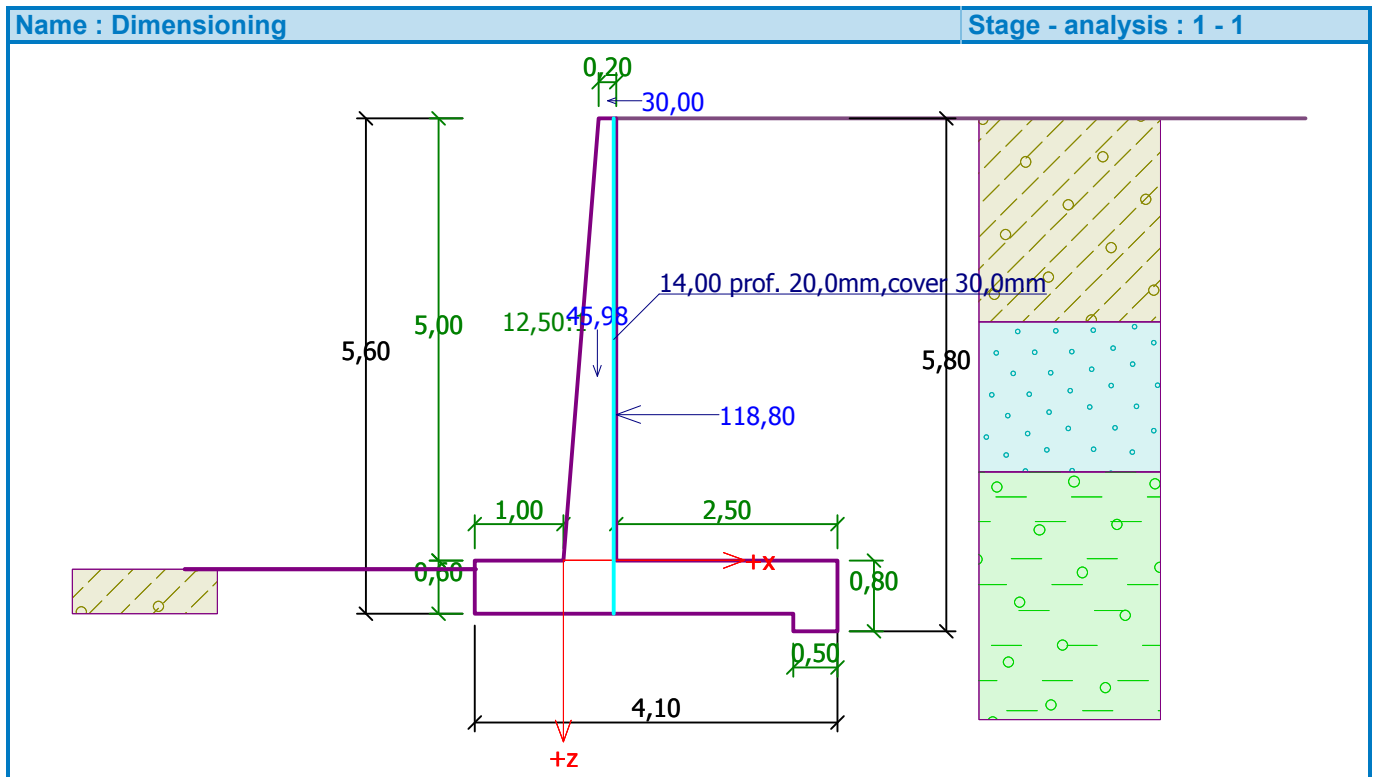 Name : Dimensioning
Stage - analysis : 1 - 1
0,20
30,00
14,00 prof. 20,0mm,cover 30,0mm
12,50:1
45,98
5,00
5,60
5,80
118,80
1,00
2,50
+x
0,60
0,80
0,50
4,10
+z